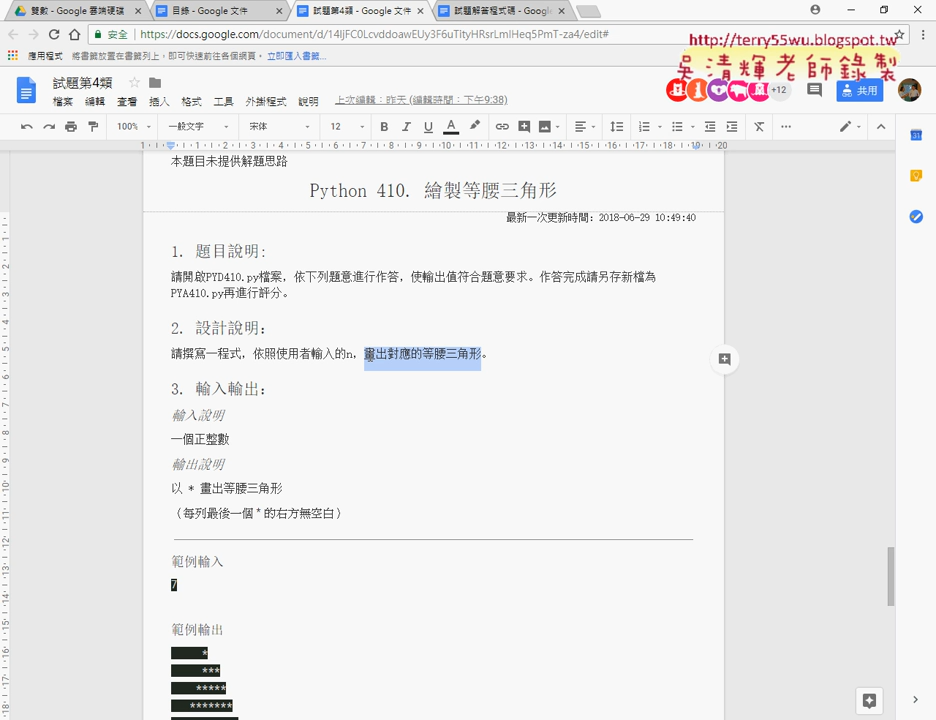 雙數 - Google 雲端硬碟
目錄 - Google 文件
試題第4類 - Google 文件
試題解答程式碼 - Googl
安全
https://docs.google.com/document/d/14IjFC0LcvddoawEUy3F6uTityHRsrLmlHeq5PmT-za4/edit#
http://terry55wu.blogspot.tw
吳清輝老師錄製
應用程式
將書籤放置在書籤列上，即可快速前往各個網頁。
立即匯入書籤...
試題第4類
檔案 編輯 查看 插入 格式 工具 外掛程式 說明
上次編輯：昨天 (編輯時間：下午9:38)
+12
共用
100%
一般文字
宋体
12
B I U A
本題目未提供解題思路
Python 410. 繪製等腰三角形
最新一次更新時間: 2018-06-29 10:49:40
1. 題目說明:
請開啟PYD410.py檔案，依下列題意進行作答，使輸出值符合題意要求。作答完成請另存新檔為
PYA410.py再進行評分。
2. 設計說明:
請撰寫一程式，依照使用者輸入的n，畫出對應的等腰三角形。
3. 輸入輸出:
輸入說明
一個正整數
輸出說明
以 * 畫出等腰三角形
（每列最後一個*的右方無空白）
範例輸入
7
範例輸出
*
***
*****
*******